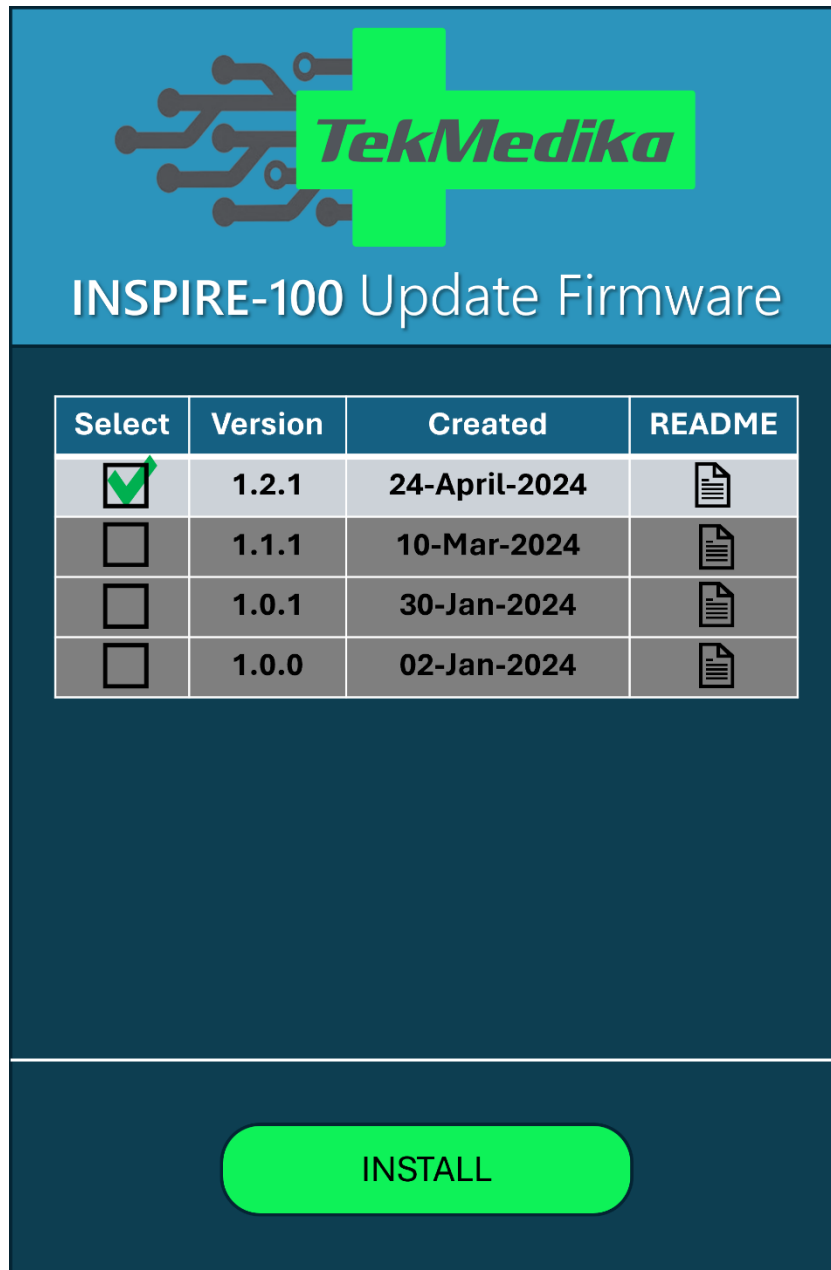 TekMedika
INSPIRE-100 Update Firmware
Select Version Created README
1.2.1 24-April-2024
1.1.1 10-Mar-2024
1.0.1 30-Jan-2024
1.0.0 02-Jan-2024
INSTALL